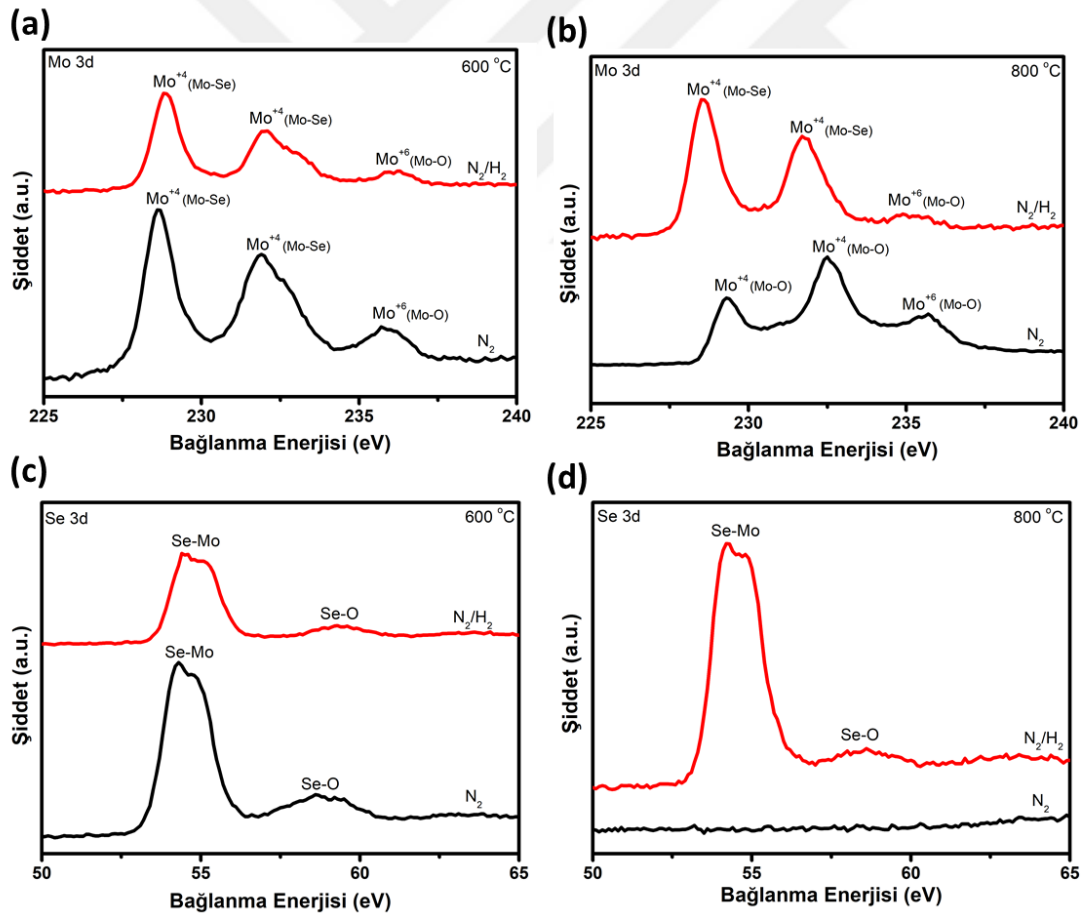 (a)
Mo 3d
600 °C
Mo⁺⁴(Mo-Se)
Mo⁺⁴(Mo-Se)
Mo⁺⁶(Mo-O)
N₂/H₂
Mo⁺⁴(Mo-Se)
Mo⁺⁴(Mo-Se)
Mo⁺⁶(Mo-O)
N₂
Şiddet (a.u.)
225 230 235 240
Bağlanma Enerjisi (eV)
(b)
Mo 3d
800 °C
Mo⁺⁴(Mo-Se)
Mo⁺⁴(Mo-Se)
Mo⁺⁶(Mo-O)
N₂/H₂
Mo⁺⁴(Mo-O)
Mo⁺⁴(Mo-O)
Mo⁺⁶(Mo-O)
N₂
Şiddet (a.u.)
225 230 235 240
Bağlanma Enerjisi (eV)
(c)
Se 3d
600 °C
Se-Mo
Se-O
N₂/H₂
Se-Mo
Se-O
N₂
Şiddet (a.u.)
50 55 60 65
Bağlanma Enerjisi (eV)
(d)
Se 3d
800 °C
Se-Mo
Se-O
N₂/H₂
N₂
Şiddet (a.u.)
50 55 60 65
Bağlanma Enerjisi (eV)